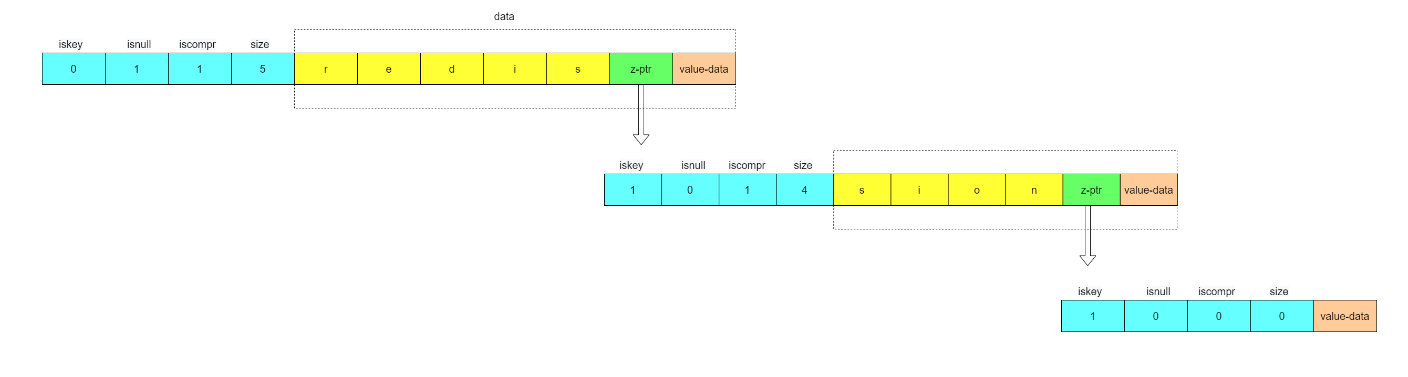 data
iskey isnull iscompr size
0 1 1 5 r e d i s z-ptr value-data
iskey isnull iscompr size
1 0 1 4 s i o n z-ptr value-data
iskey isnull iscompr size
1 0 0 0 value-data